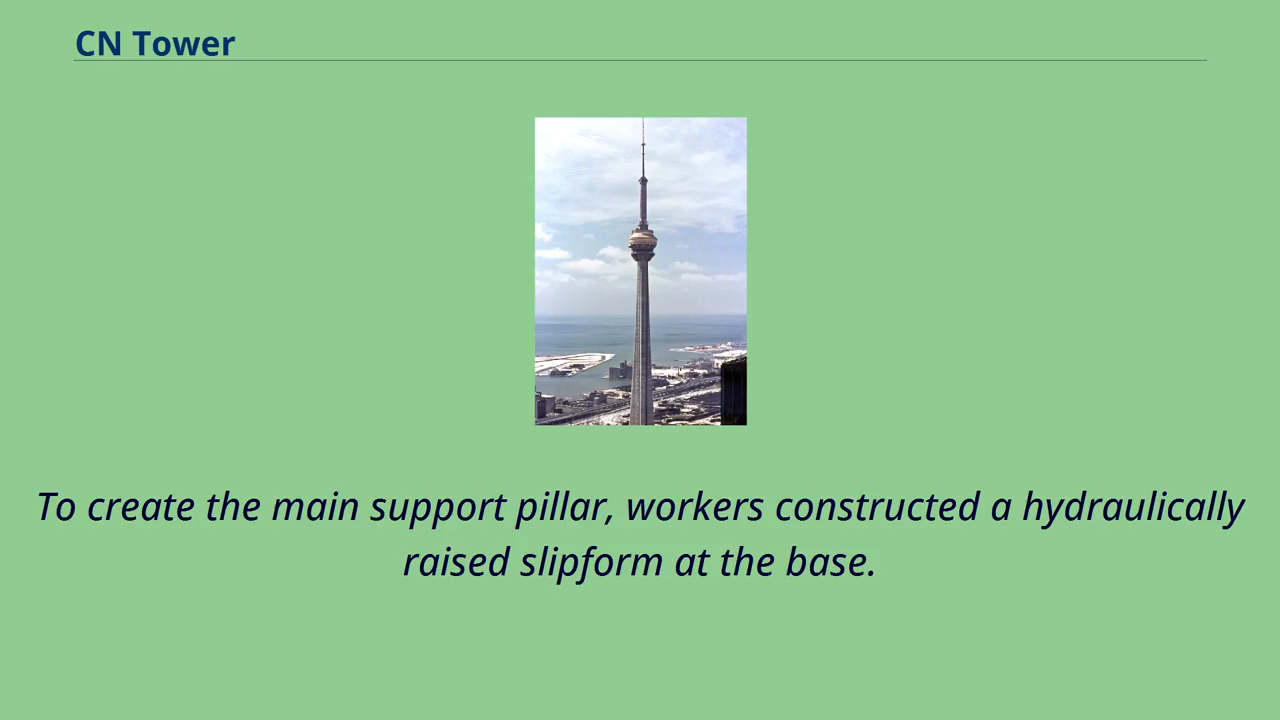 CN Tower
To create the main support pillar, workers constructed a hydraulically
raised slipform at the base.